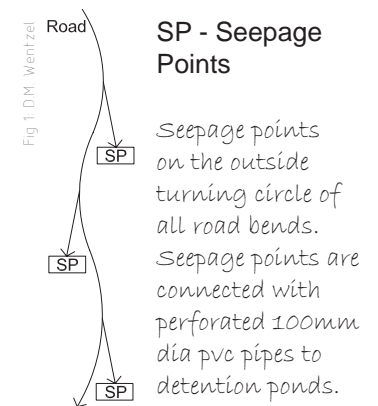 Road
Fig 1: D.M. Wentzel
SP - Seepage
Points
SP
SP
SP
Seepage points
on the outside
turning circle of
all road bends.
Seepage points are
connected with
perforated 100mm
dia pvc pipes to
detention ponds.